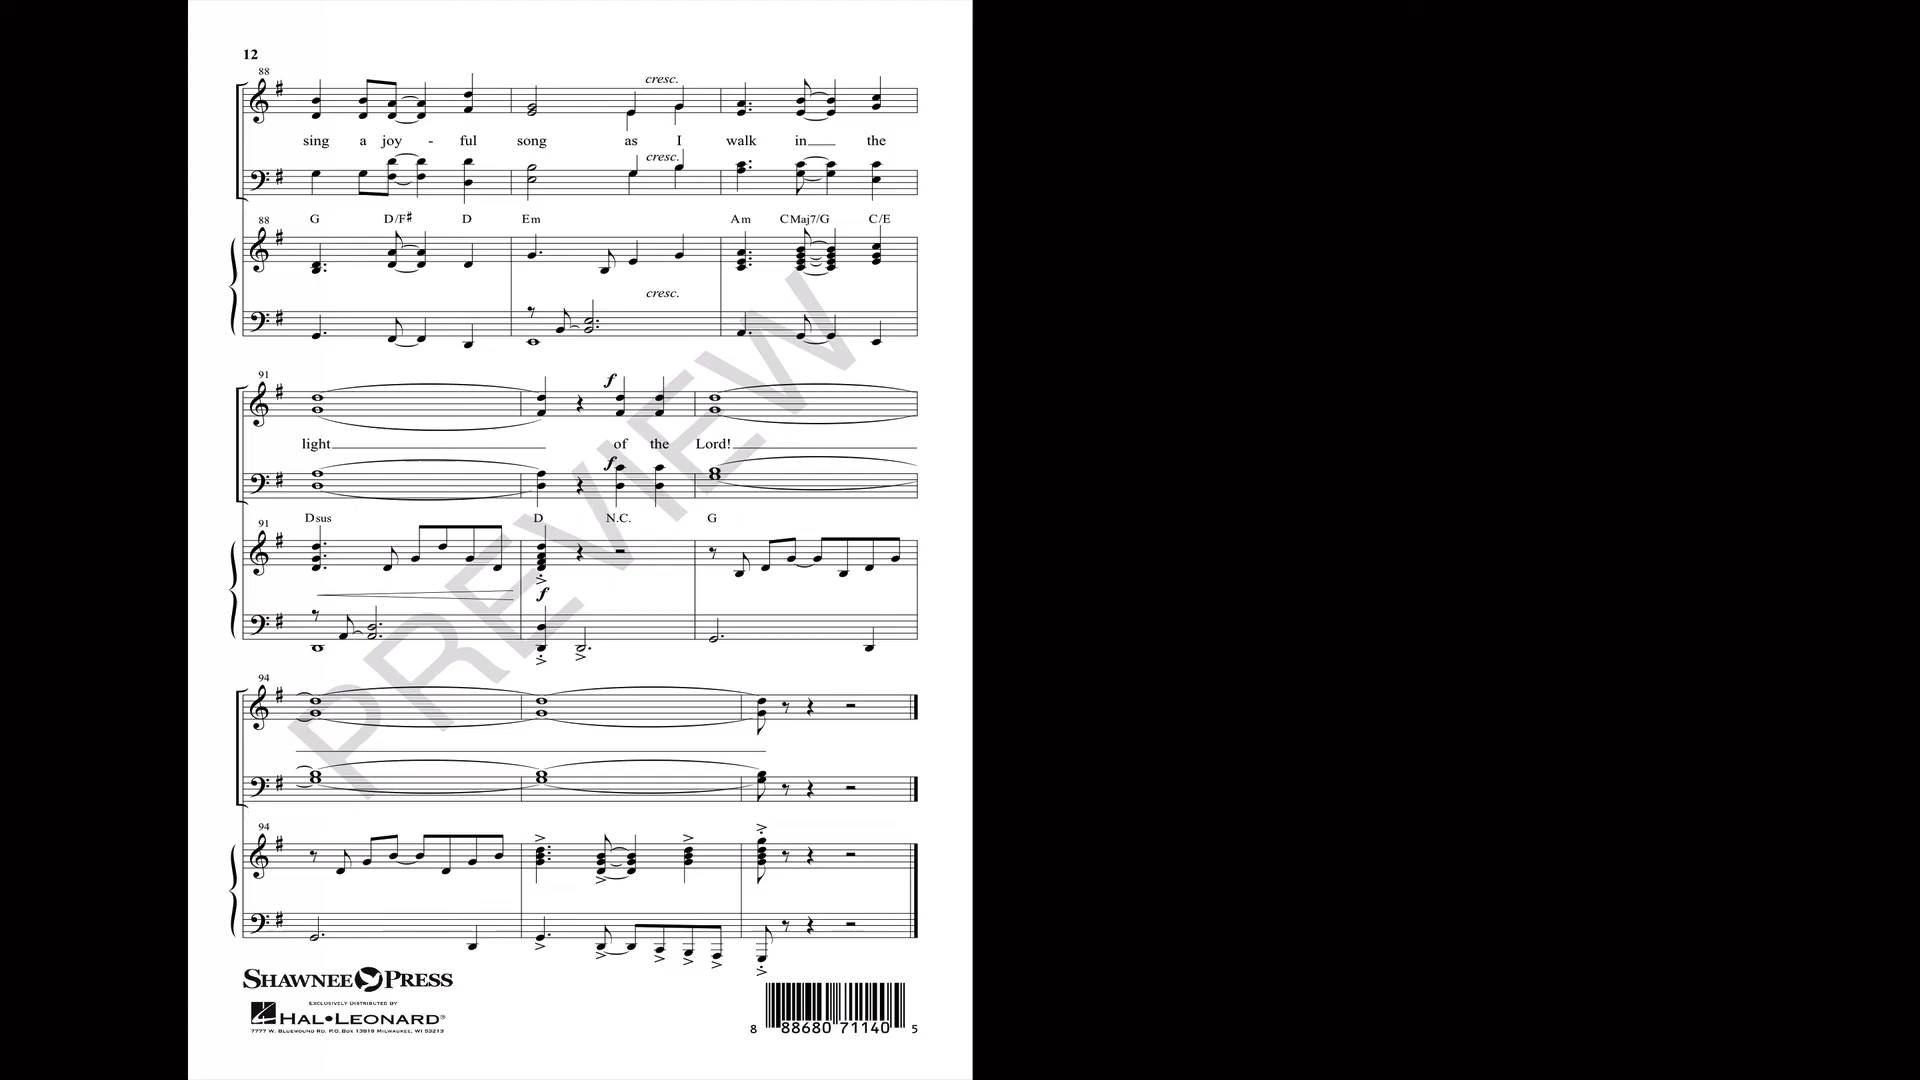 12
88
cresc.
sing a joy - ful song as I walk in the
cresc.
88
G D/F♯ D Em Am CMaj7/G C/E
cresc.
91
f
light of the Lord!
f
91
Dsus D N.C. G
f
94
94
PREVIEW
SHAWNEE PRESS
EXCLUSIVELY DISTRIBUTED BY
HAL•LEONARD®
7777 W. BLUEMOUND RD. P.O. BOX 13819 MILWAUKEE, WI 53213
8 88680 71140 5